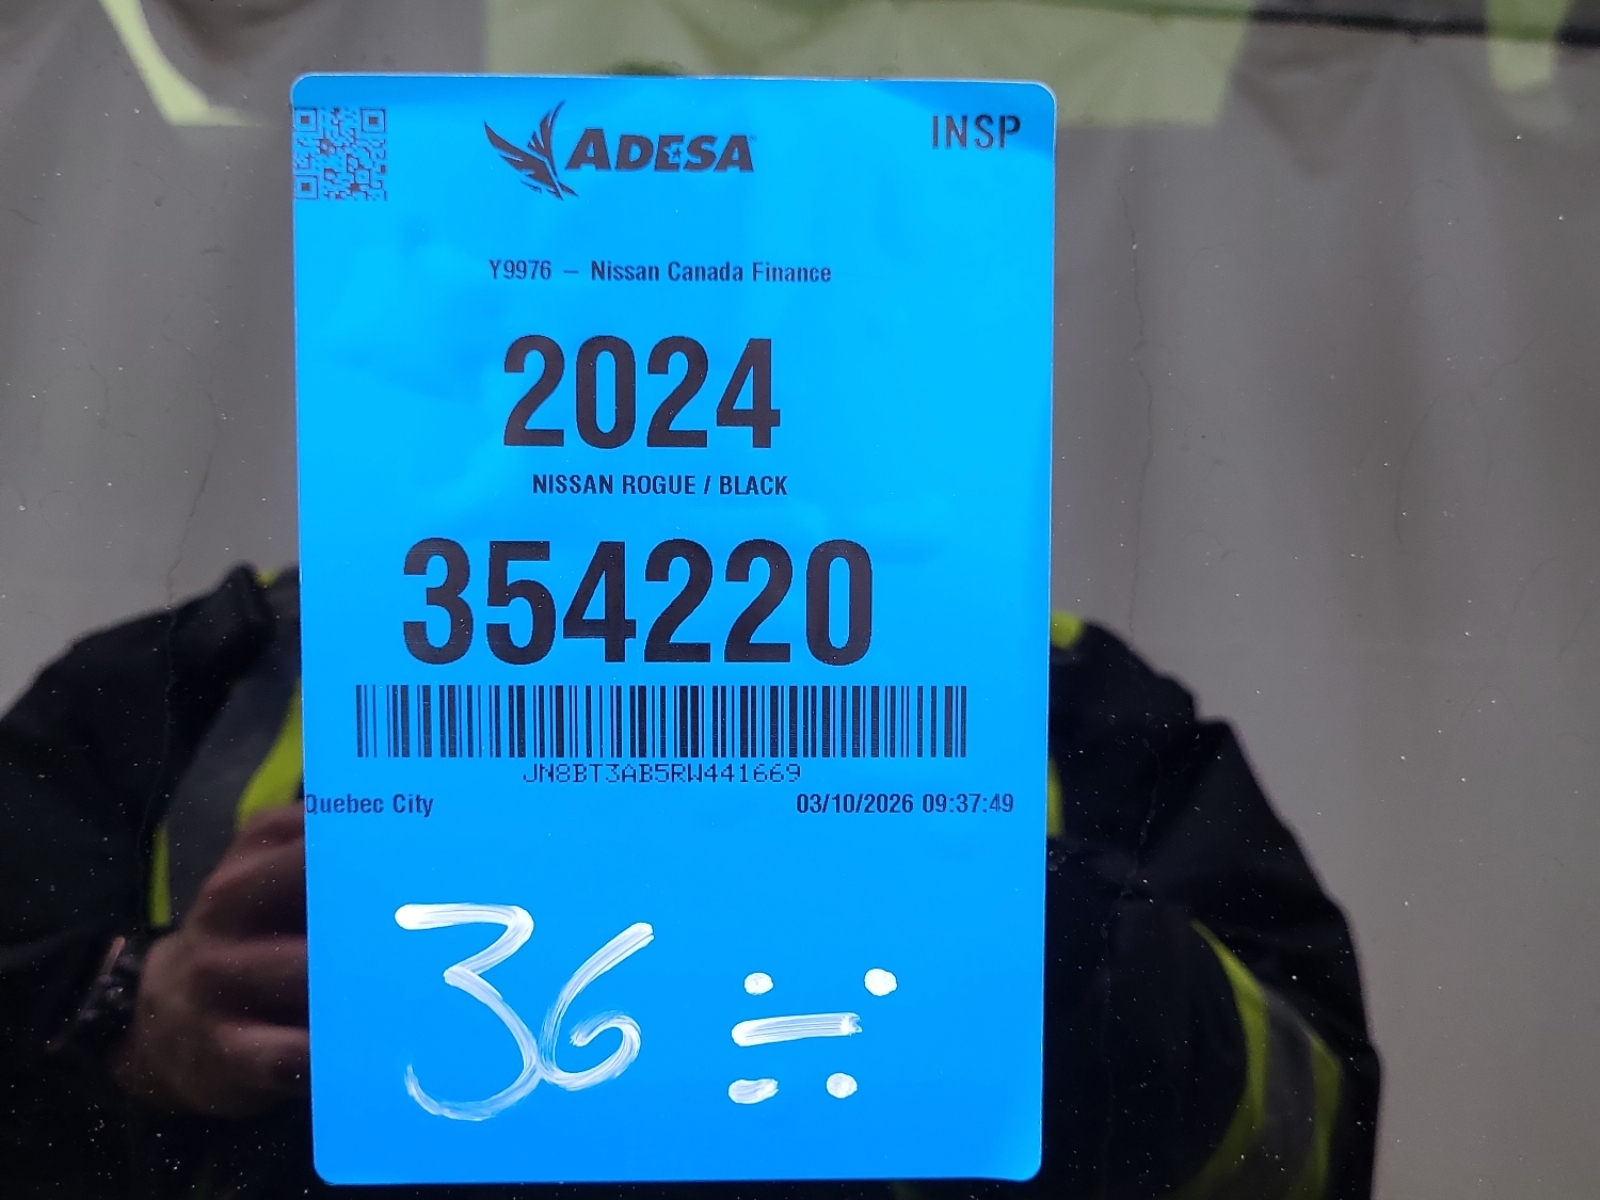 ADESA
INSP
Y9976 – Nissan Canada Finance
2024
NISSAN ROGUE / BLACK
354220
JN8BT3AB5RW441669
Quebec City 03/10/2026 09:37:49
36